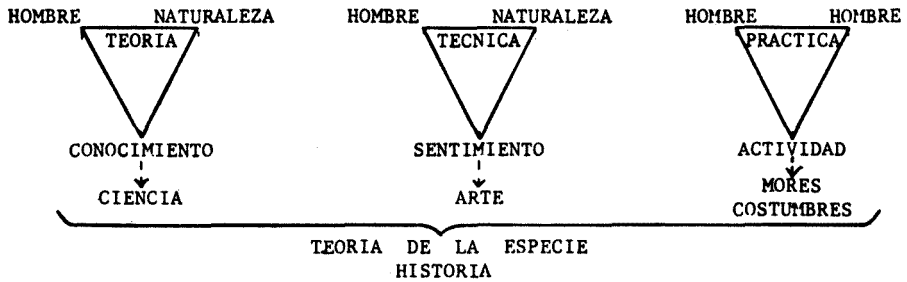 HOMBRE NATURALEZA HOMBRE NATURALEZA HOMBRE HOMBRE
TEORIA TECNICA PRACTICA
CONOCIMIENTO SENTIMIENTO ACTIVIDAD
CIENCIA ARTE MORES
COSTUMBRES
TEORIA DE LA ESPECIE
HISTORIA